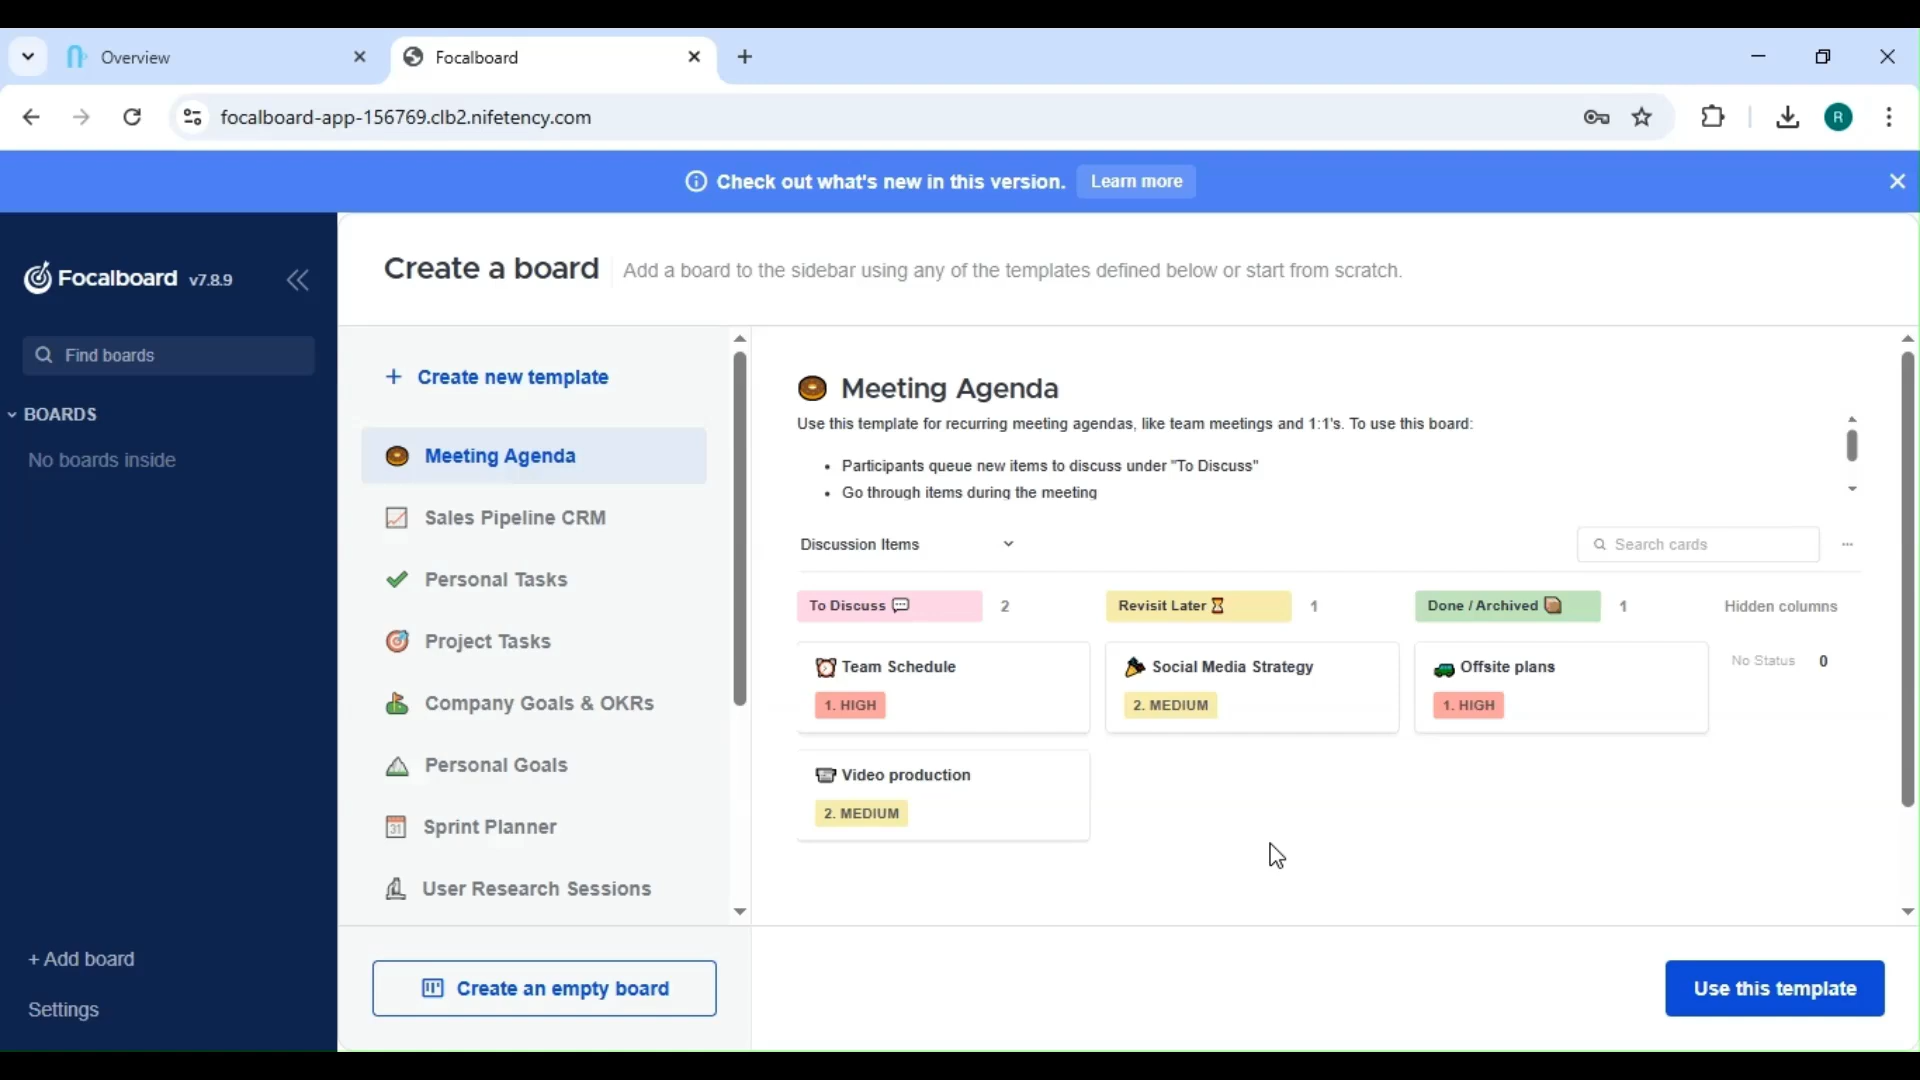 Overview
Focalboard
focalboard-app-156769.clb2.nifetency.com
R
Check out what's new in this version. Learn more
Focalboard v7.8.9
Find boards
BOARDS
No boards inside
+ Add board
Settings
Create a board
Add a board to the sidebar using any of the templates defined below or start from scratch.
+ Create new template
Meeting Agenda
Sales Pipeline CRM
Personal Tasks
Project Tasks
Company Goals & OKRs
Personal Goals
31 Sprint Planner
User Research Sessions
Create an empty board
Meeting Agenda
Use this template for recurring meeting agendas, like team meetings and 1:1's. To use this board:
• Participants queue new items to discuss under "To Discuss"
• Go through items during the meeting
Discussion Items
Search cards
To Discuss 2
Revisit Later 1
Done / Archived 1
Hidden columns
Team Schedule
1. HIGH
Social Media Strategy
2. MEDIUM
Offsite plans
1. HIGH
No Status 0
Video production
2. MEDIUM
Use this template